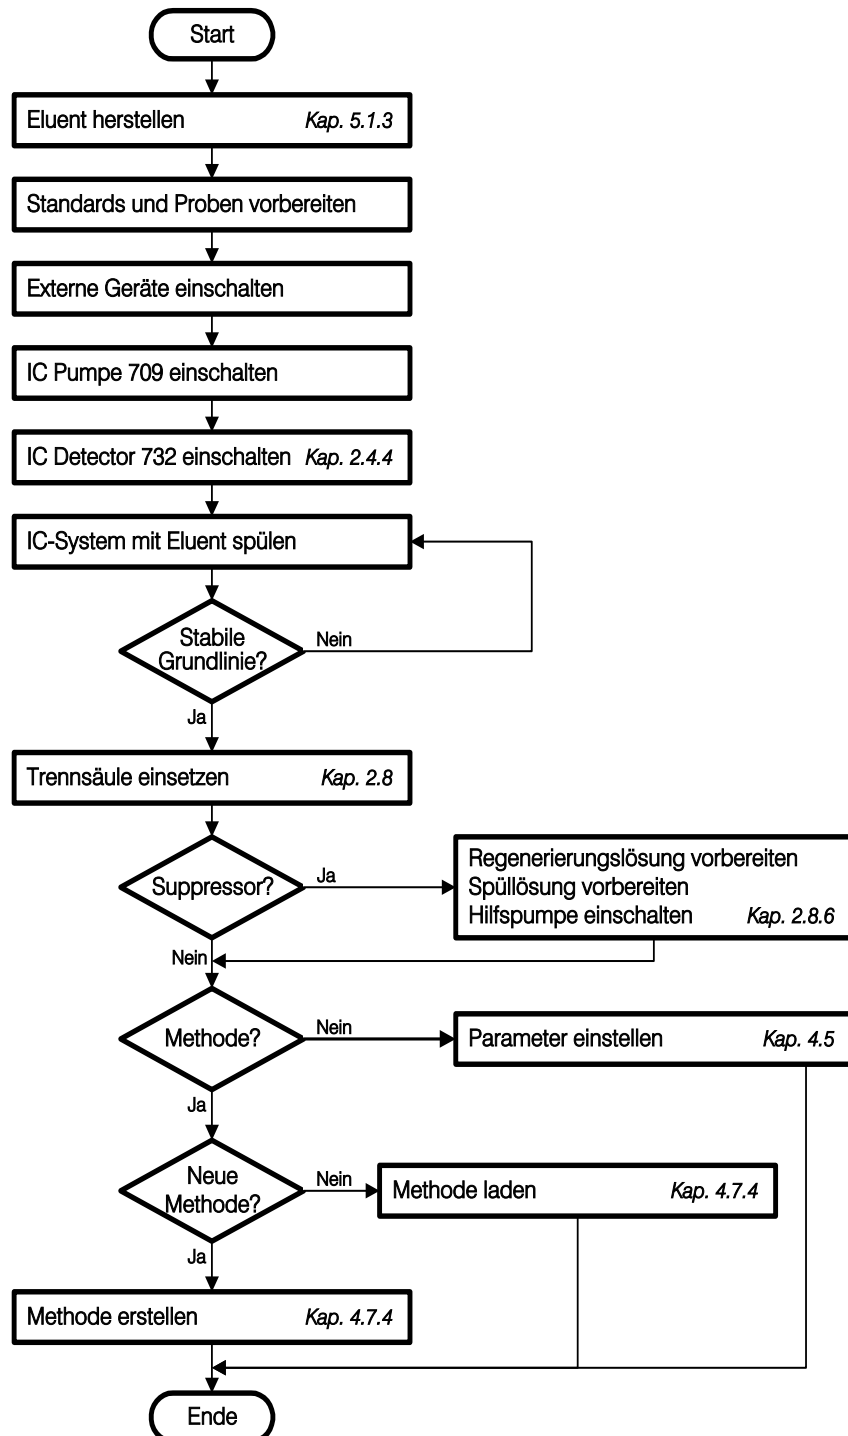 Start
Eluent herstellen Kap. 5.1.3
Standards und Proben vorbereiten
Externe Geräte einschalten
IC Pumpe 709 einschalten
IC Detector 732 einschalten Kap. 2.4.4
IC-System mit Eluent spülen
Stabile
Grundlinie?
Nein
Ja
Trennsäule einsetzen Kap. 2.8
Suppressor?
Ja
Regenerierungslösung vorbereiten
Spüllösung vorbereiten
Hilfspumpe einschalten Kap. 2.8.6
Nein
Methode?
Nein
Parameter einstellen Kap. 4.5
Ja
Neue
Methode?
Nein
Methode laden Kap. 4.7.4
Ja
Methode erstellen Kap. 4.7.4
Ende